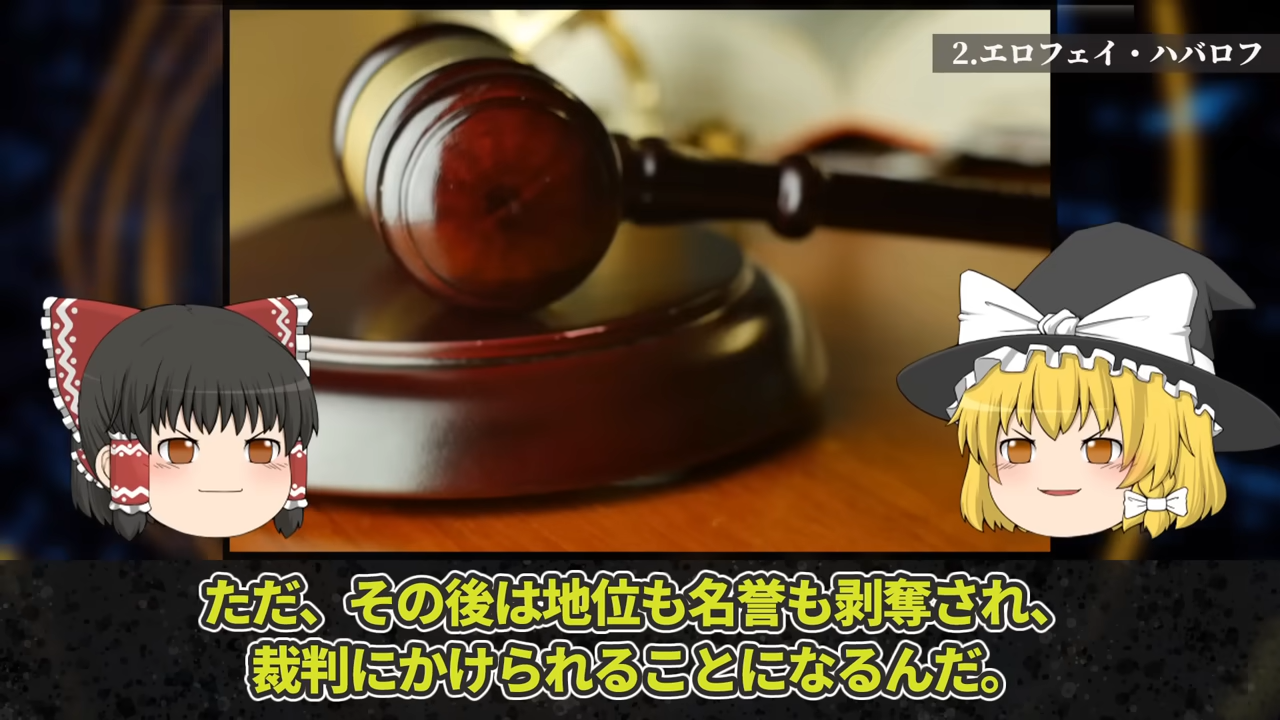 2.エロフェイ・ハバロフ
ただ、その後は地位も名誉も剥奪され、
裁判にかけられることになるんだ。